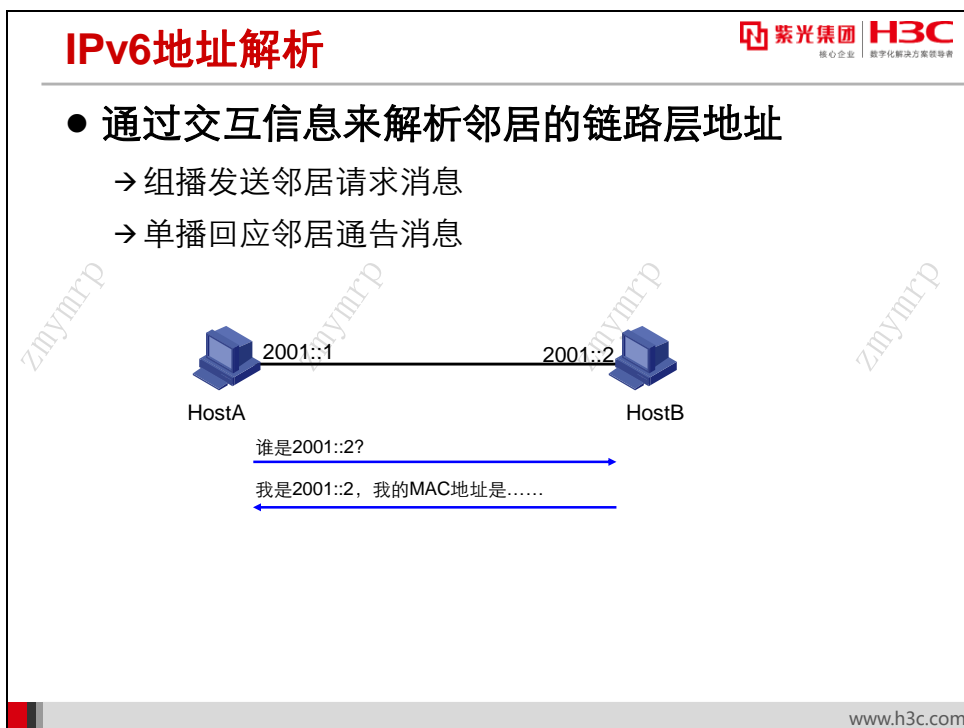 IPv6地址解析
紫光集团 H3C
核心企业 数字化解决方案领导者
● 通过交互信息来解析邻居的链路层地址
→组播发送邻居请求消息
→单播回应邻居通告消息
zmymrp zmymrp zmymrp zmymrp
2001::1 2001::2
HostA HostB
谁是2001::2?
我是2001::2，我的MAC地址是……
www.h3c.com